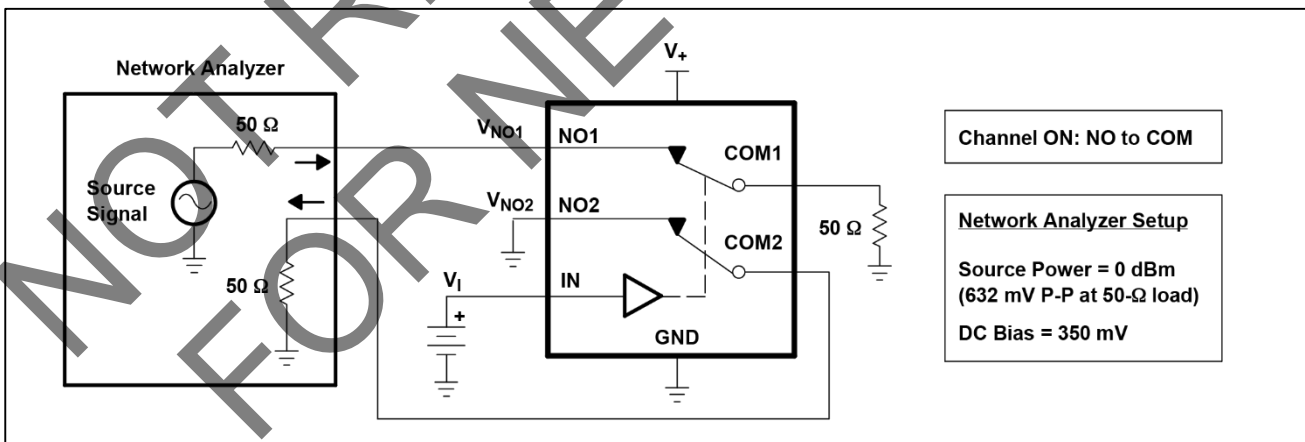 NOT R
FOR NE
Network Analyzer
50 Ω
Source
Signal
50 Ω
V+
VNO1
NO1
COM1
VNO2
NO2
COM2
50 Ω
VI
+
IN
GND
Channel ON: NO to COM
Network Analyzer Setup
Source Power = 0 dBm
(632 mV P-P at 50-Ω load)
DC Bias = 350 mV